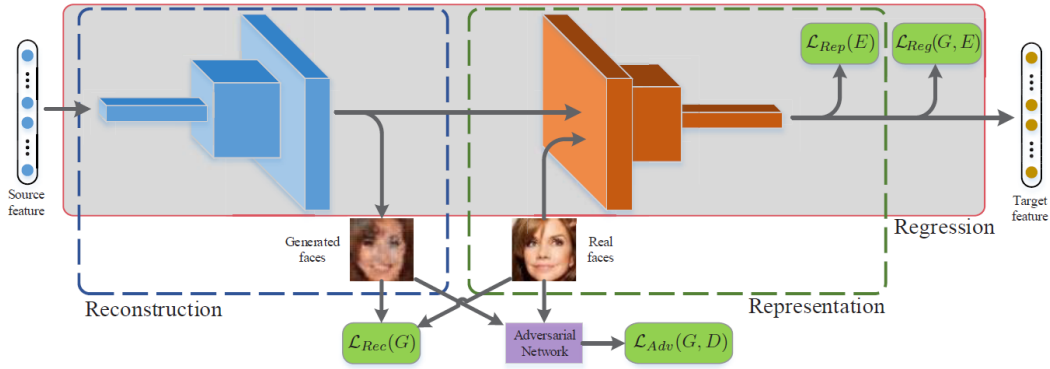 ℒ_Rep(E)
ℒ_Reg(G, E)
Source
feature
Target
feature
Generated
faces
Real
faces
Regression
Reconstruction
Representation
ℒ_Rec(G)
Adversarial
Network
ℒ_Adv(G, D)